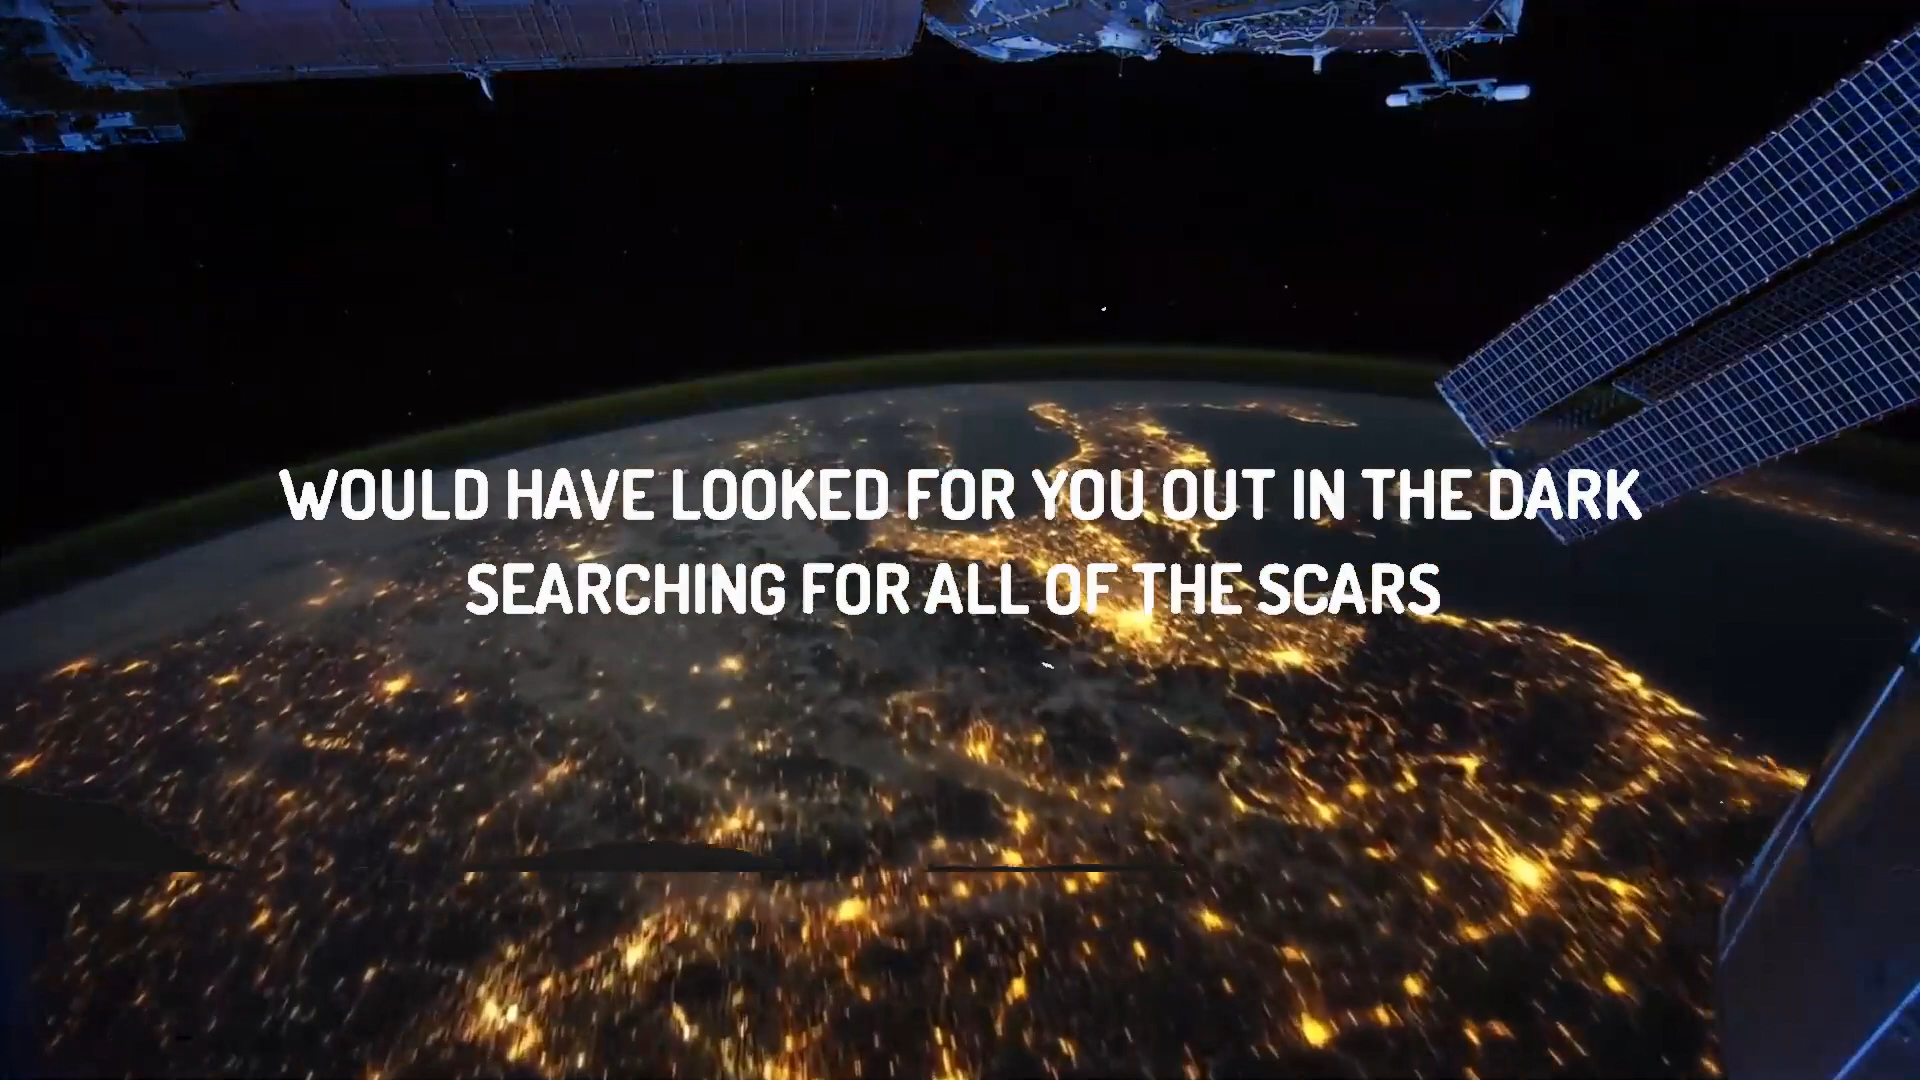 WOULD HAVE LOOKED FOR YOU OUT IN THE DARK
SEARCHING FOR ALL OF THE SCARS